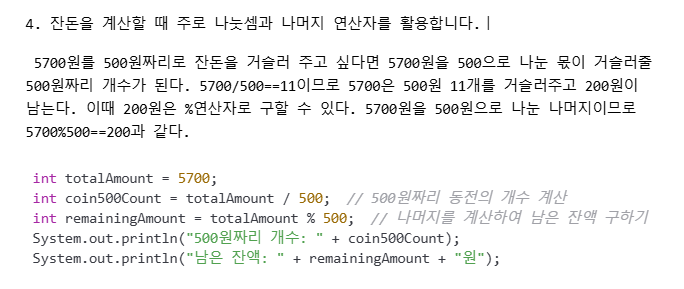 4. 잔돈을 계산할 때 주로 나눗셈과 나머지 연산자를 활용합니다.
5700원를 500원짜리로 잔돈을 거슬러 주고 싶다면 5700원을 500으로 나눈 몫이 거슬러줄
500원짜리 개수가 된다. 5700/500==11이므로 5700은 500원 11개를 거슬러주고 200원이
남는다. 이때 200원은 %연산자로 구할 수 있다. 5700원을 500원으로 나눈 나머지이므로
5700%500==200과 같다.
int totalAmount = 5700;
int coin500Count = totalAmount / 500;  // 500원짜리 동전의 개수 계산
int remainingAmount = totalAmount % 500;  // 나머지를 계산하여 남은 잔액 구하기
System.out.println("500원짜리 개수: " + coin500Count);
System.out.println("남은 잔액: " + remainingAmount + "원");